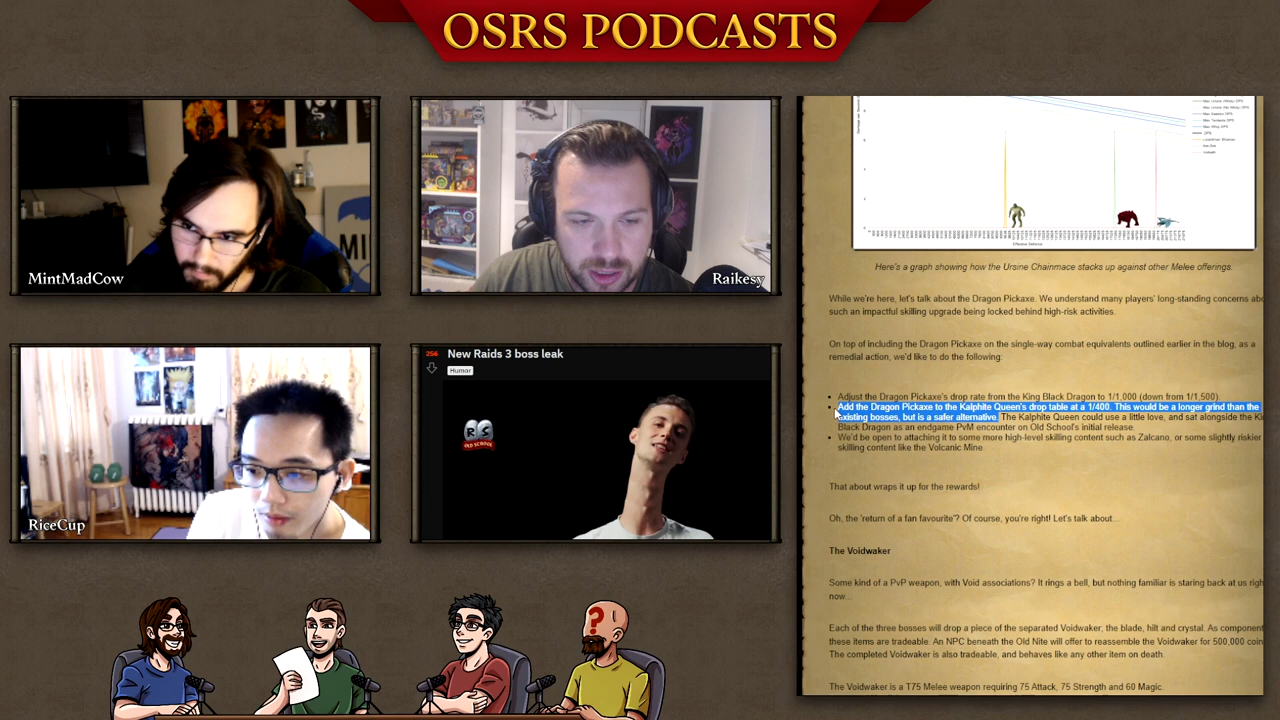 OSRS PODCASTS
MintMadCow
Raikesy
RiceCup
256
New Raids 3 boss leak
Humor
RS
OLD SCHOOL
MI
?
Effective Defence
Here's a graph showing how the Ursine Chainmace stacks up against other Melee offerings.
While we're here, let's talk about the Dragon Pickaxe. We understand many players' long-standing concerns abo
such an impactful skilling upgrade being locked behind high-risk activities.
On top of including the Dragon Pickaxe on the single-way combat equivalents outlined earlier in the blog, as a
remedial action, we'd like to do the following:
Adjust the Dragon Pickaxe's drop rate from the King Black Dragon to 1/1,000 (down from 1/1,500).
Add the Dragon Pickaxe to the Kalphite Queen's drop table at a 1/400. This would be a longer grind than the
existing bosses, but is a safer alternative. The Kalphite Queen could use a little love, and sat alongside the Ki
Black Dragon as an endgame PvM encounter on Old School's initial release.
We'd be open to attaching it to some more high-level skilling content such as Zalcano, or some slightly riskier
skilling content like the Volcanic Mine.
That about wraps it up for the rewards!
Oh, the 'return of a fan favourite'? Of course, you're right! Let's talk about...
The Voidwaker
Some kind of a PvP weapon, with Void associations? It rings a bell, but nothing familiar is staring back at us righ
now...
Each of the three bosses will drop a piece of the separated Voidwaker; the blade, hilt and crystal. As component
these items are tradeable. An NPC beneath the Old Nite will offer to reassemble the Voidwaker for 500,000 coin
The completed Voidwaker is also tradeable, and behaves like any other item on death.
The Voidwaker is a T75 Melee weapon requiring 75 Attack, 75 Strength and 60 Magic.